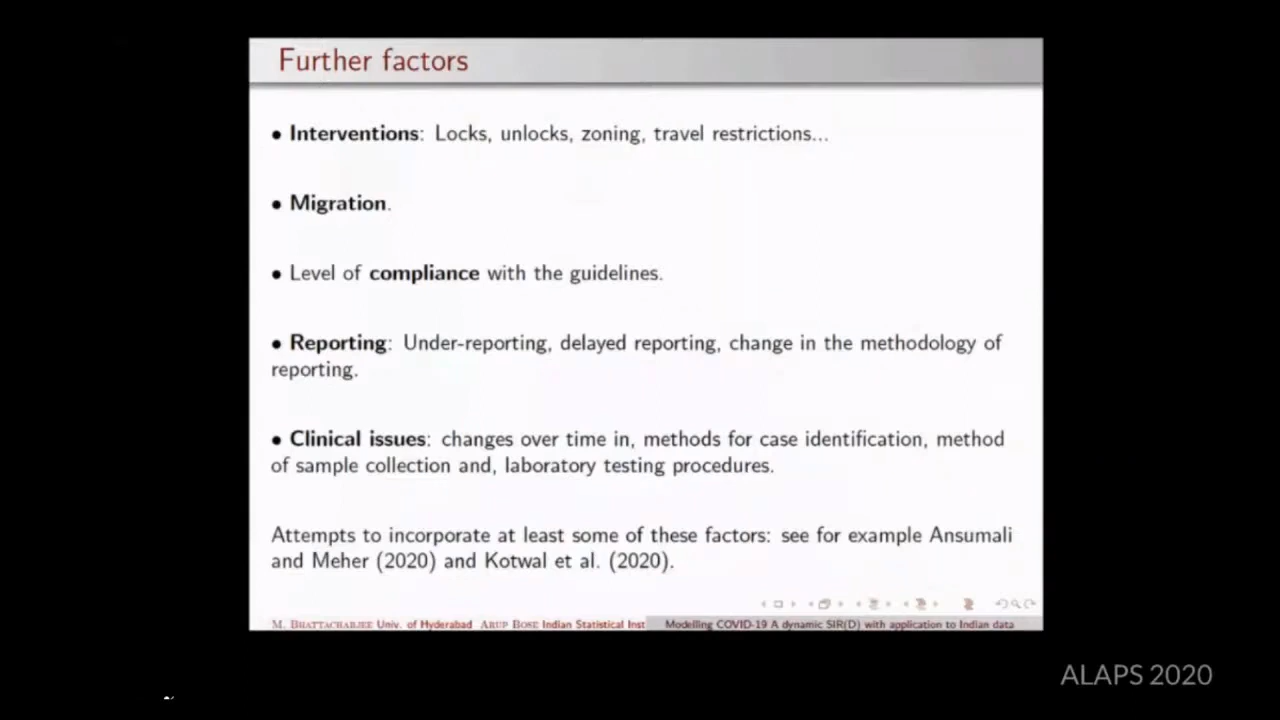 Further factors
• Interventions: Locks, unlocks, zoning, travel restrictions...
• Migration.
• Level of compliance with the guidelines.
• Reporting: Under-reporting, delayed reporting, change in the methodology of
reporting.
• Clinical issues: changes over time in, methods for case identification, method
of sample collection and, laboratory testing procedures.
Attempts to incorporate at least some of these factors: see for example Ansumali
and Meher (2020) and Kotwal et al. (2020).
M. Bhattacharjee Univ. of Hyderabad Arup Bose Indian Statistical Inst
Modelling COVID-19 A dynamic SIR(D) with application to Indian data
ALAPS 2020